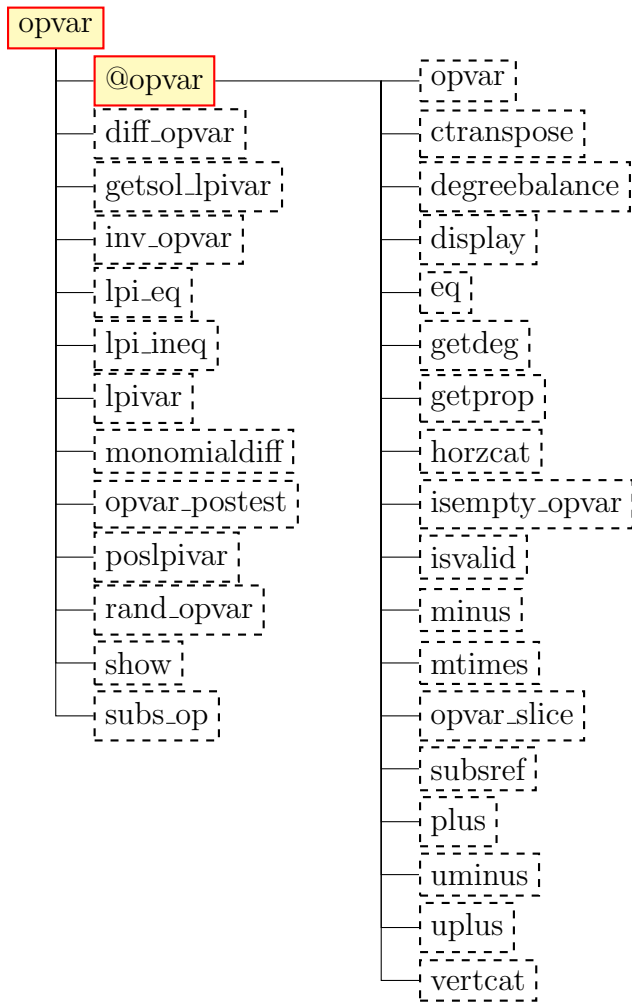 opvar
@opvar
diff_opvar
getsol_lpivar
inv_opvar
lpi_eq
lpi_ineq
lpivar
monomialdiff
opvar_postest
poslpivar
rand_opvar
show
subs_op
opvar
ctranspose
degreebalance
display
eq
getdeg
getprop
horzcat
isempty_opvar
isvalid
minus
mtimes
opvar_slice
subsref
plus
uminus
uplus
vertcat